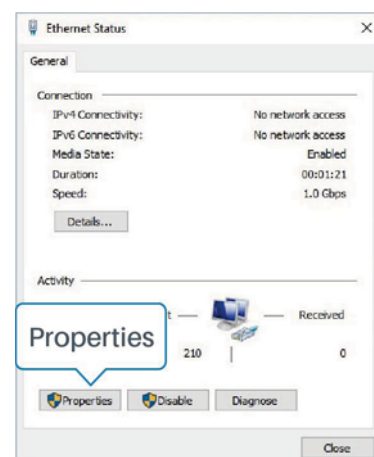 Ethernet Status
General
Connection
IPv4 Connectivity: No network access
IPv6 Connectivity: No network access
Media State: Enabled
Duration: 00:01:21
Speed: 1.0 Gbps
Details...
Activity
Received
Properties
210 0
Properties Disable Diagnose
Close